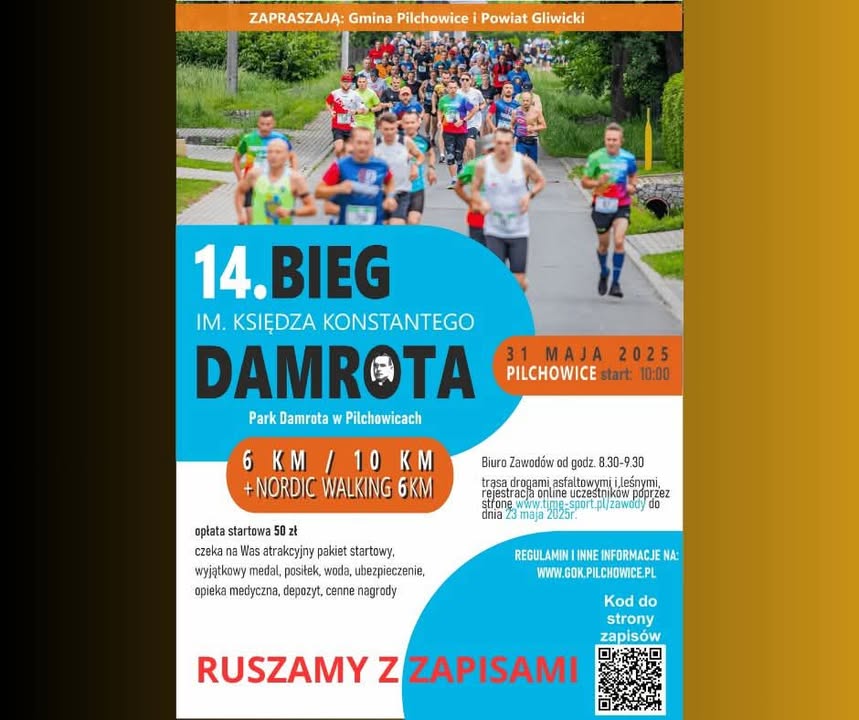 ZAPRASZAJĄ: Gmina Pilchowice i Powiat Gliwicki
14.BIEG
IM. KSIĘDZA KONSTANTEGO
DAMROTA
Park Damrota w Pilchowicach
31 MAJA 2025
PILCHOWICE start: 10:00
6 KM / 10 KM
+NORDIC WALKING 6KM
Biuro Zawodów od godz. 8.30-9.30
trasa drogami asfaltowymi i leśnymi,
rejestracja online uczestników poprzez
stronę www.time-sport.pl/zawody do
dnia 23 maja 2025r.
opłata startowa 50 zł
czeka na Was atrakcyjny pakiet startowy,
wyjątkowy medal, posiłek, woda, ubezpieczenie,
opieka medyczna, depozyt, cenne nagrody
REGULAMIN I INNE INFORMACJE NA:
WWW.GOK.PILCHOWICE.PL
Kod do
strony
zapisów
RUSZAMY Z ZAPISAMI